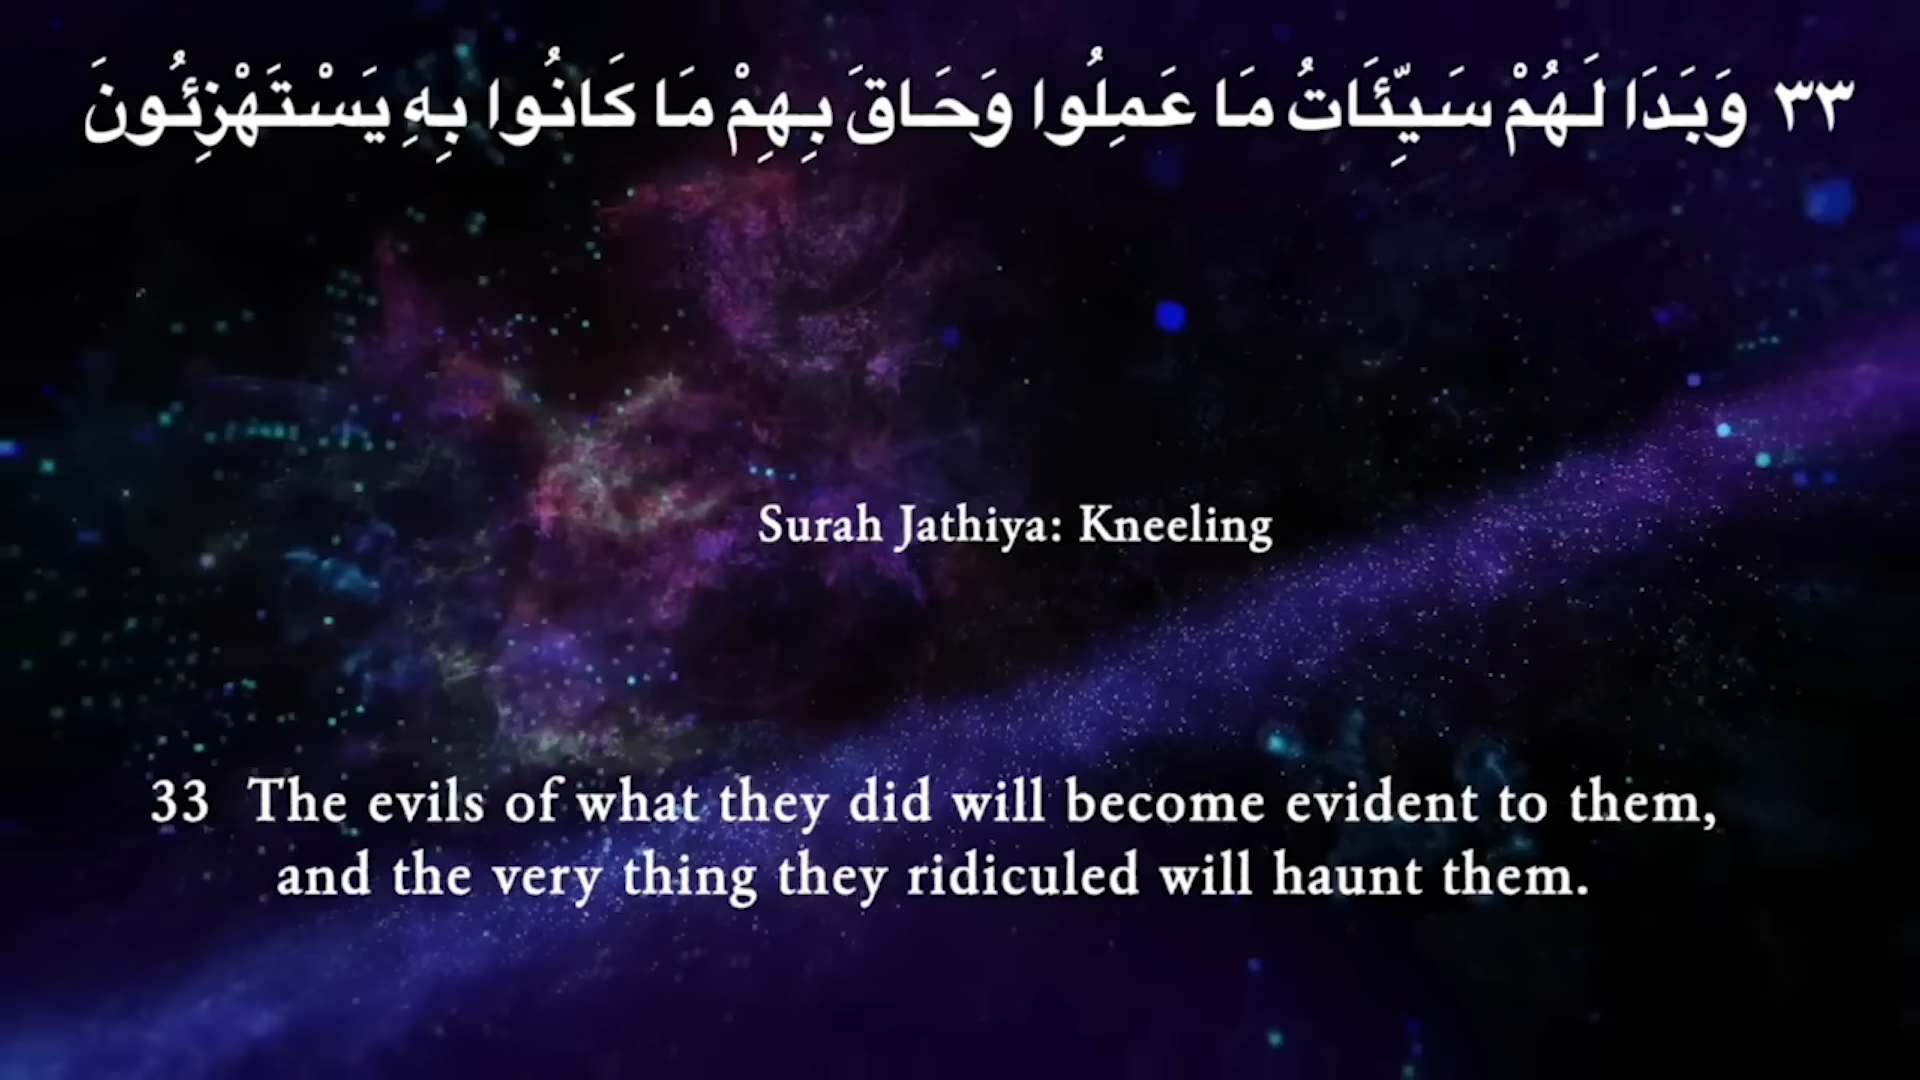 ٣٣ وَبَدَا لَهُمْ سَيِّئَاتُ مَا عَمِلُوا وَحَاقَ بِهِمْ مَا كَانُوا بِهِ يَسْتَهْزِئُونَ
Surah Jathiya: Kneeling
33 The evils of what they did will become evident to them,
and the very thing they ridiculed will haunt them.